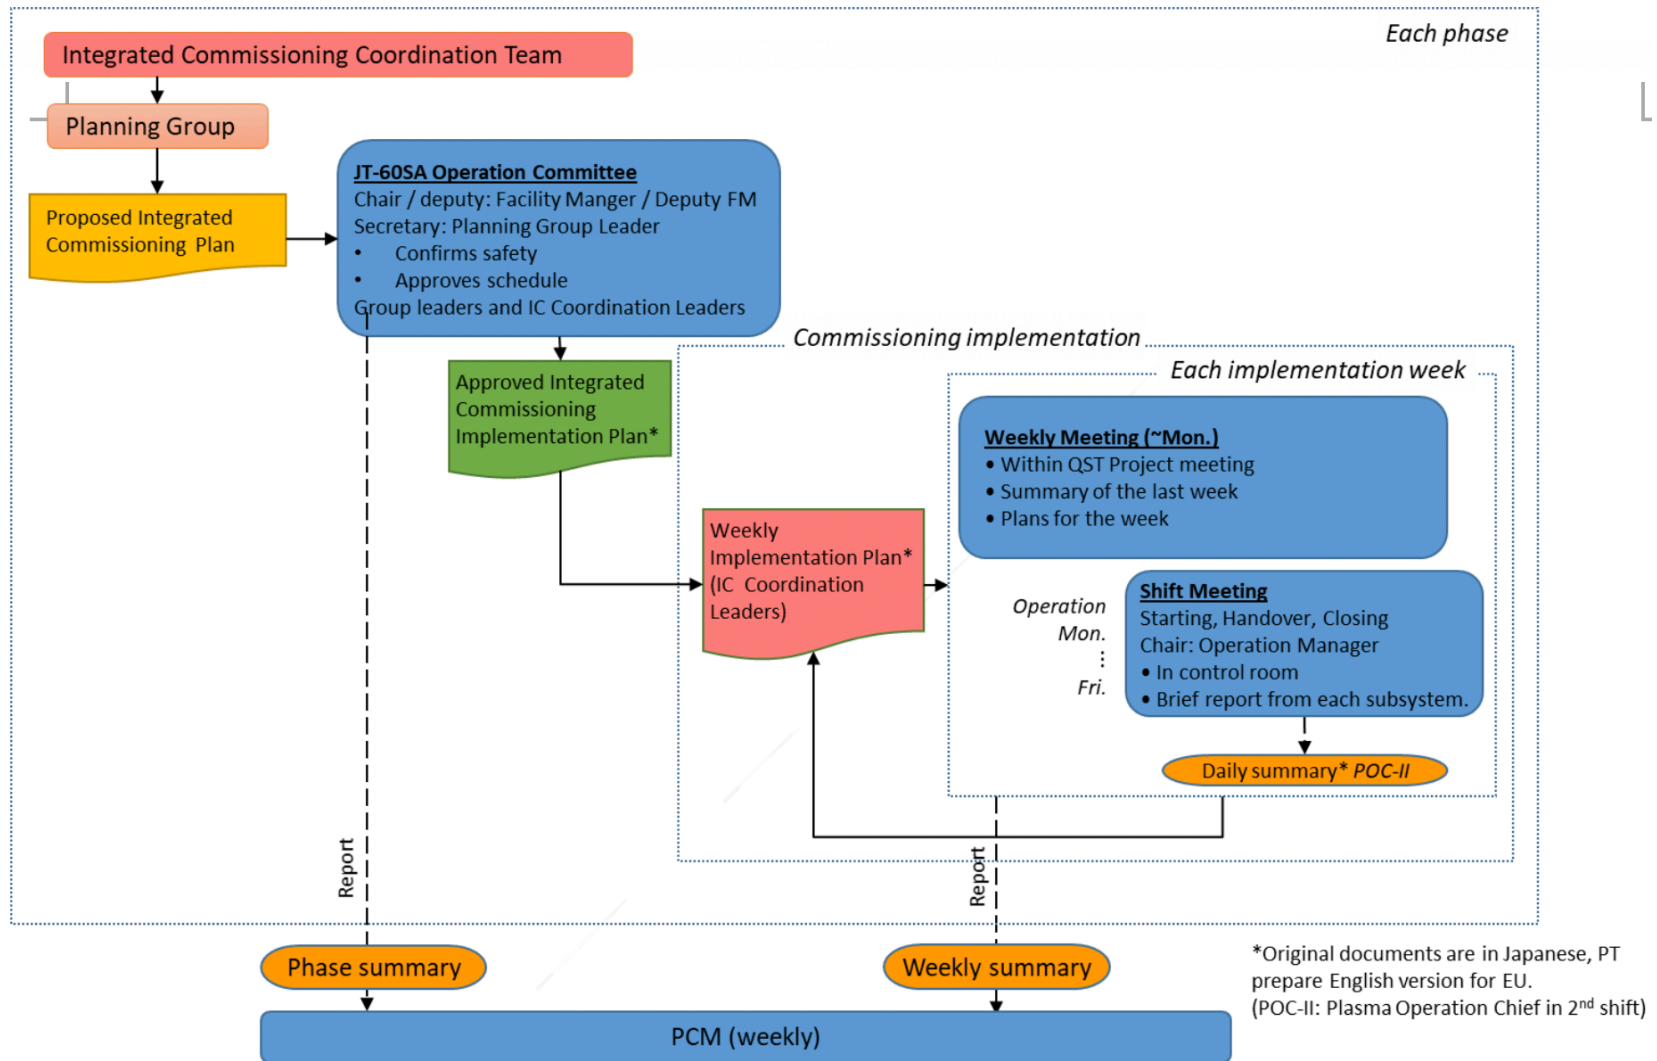 Each phase
Integrated Commissioning Coordination Team
Planning Group
Proposed Integrated
Commissioning Plan
JT-60SA Operation Committee
Chair / deputy: Facility Manger / Deputy FM
Secretary: Planning Group Leader
• Confirms safety
• Approves schedule
Group leaders and IC Coordination Leaders
Commissioning implementation
Approved Integrated
Commissioning
Implementation Plan*
Each implementation week
Weekly Meeting (~Mon.)
• Within QST Project meeting
• Summary of the last week
• Plans for the week
Weekly
Implementation Plan*
(IC Coordination
Leaders)
Operation
Mon.
⋮
Fri.
Shift Meeting
Starting, Handover, Closing
Chair: Operation Manager
• In control room
• Brief report from each subsystem.
Daily summary* POC-II
Report
Report
Phase summary
Weekly summary
*Original documents are in Japanese, PT
prepare English version for EU.
(POC-II: Plasma Operation Chief in 2nd shift)
PCM (weekly)